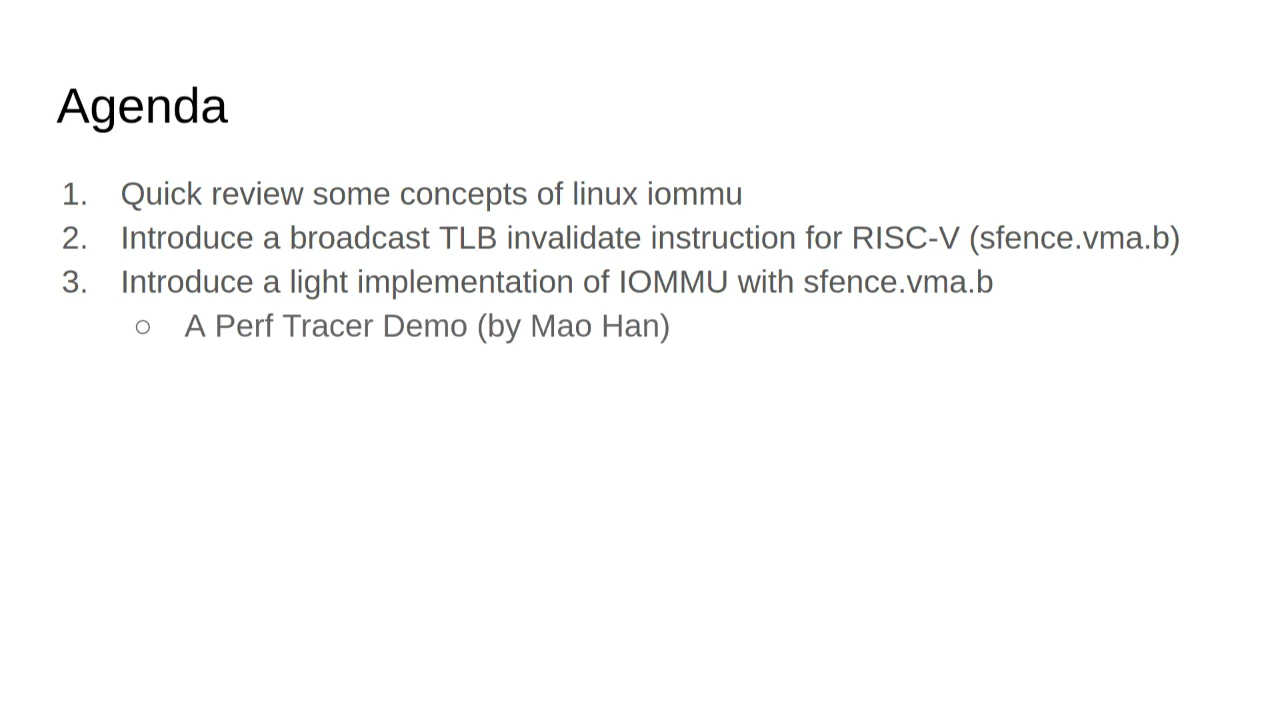 Agenda
1. Quick review some concepts of linux iommu
2. Introduce a broadcast TLB invalidate instruction for RISC-V (sfence.vma.b)
3. Introduce a light implementation of IOMMU with sfence.vma.b
○ A Perf Tracer Demo (by Mao Han)